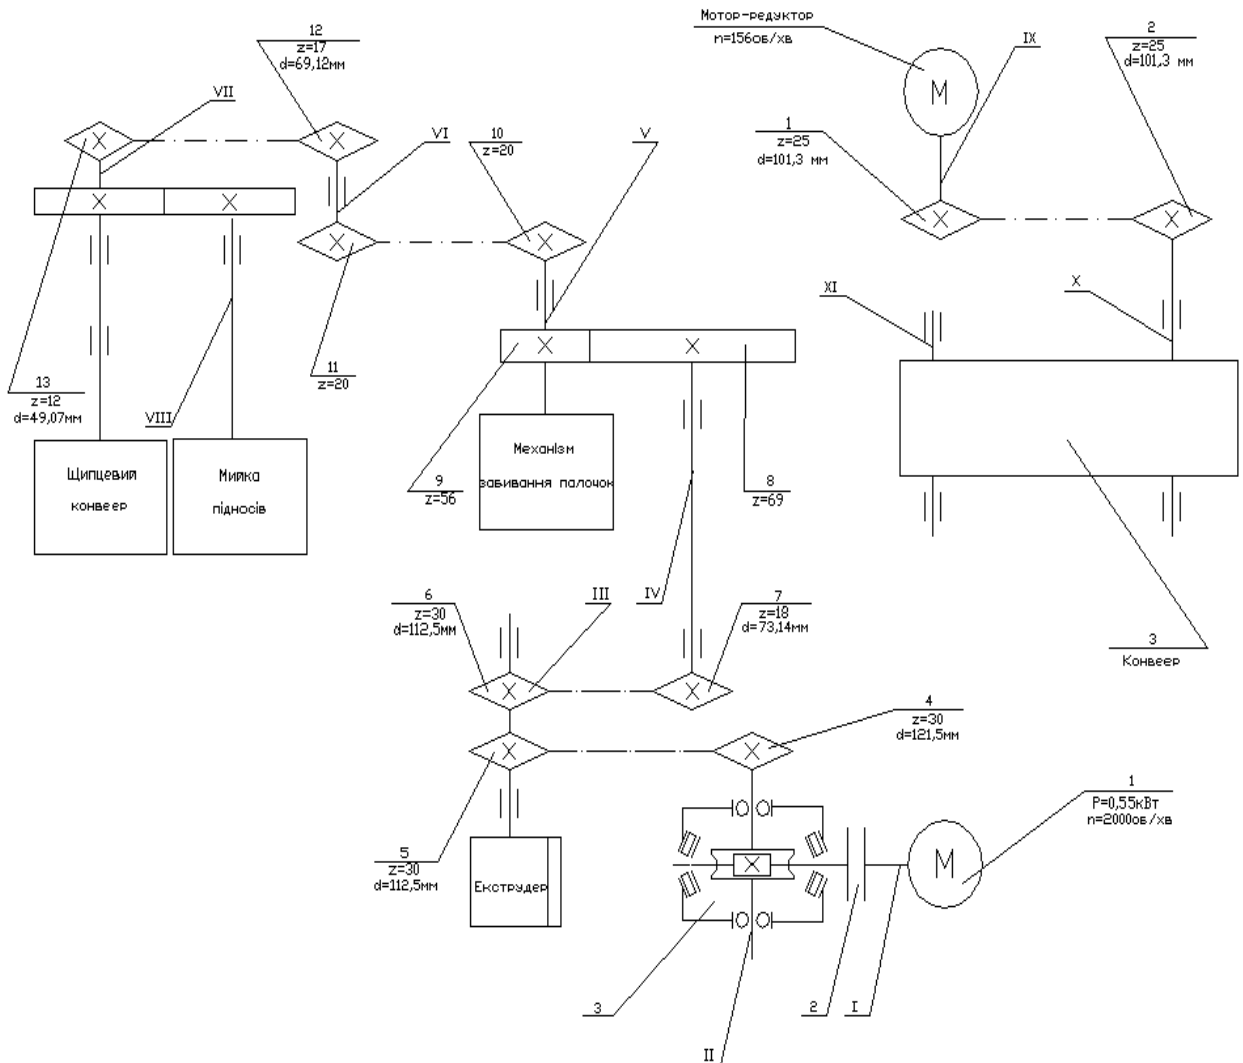 Мотор-редуктор
n=156об/хв
12
z=17
d=69,12мм
2
z=25
d=101,3 мм
IX
M
VII
VI
10
z=20
V
1
z=25
d=101,3 мм
XI
X
11
z=20
13
z=12
d=49,07мм
VIII
Щипцевий
конвеєр
Мийка
підносів
Механізм
забивання палочок
9
z=56
8
z=69
6
z=30
d=112,5мм
III
IV
7
z=18
d=73,14мм
3
Конвеєр
4
z=30
d=121,5мм
1
P=0,55кВт
n=2000об/хв
M
5
z=30
d=112,5мм
Екструдер
3
2
I
II